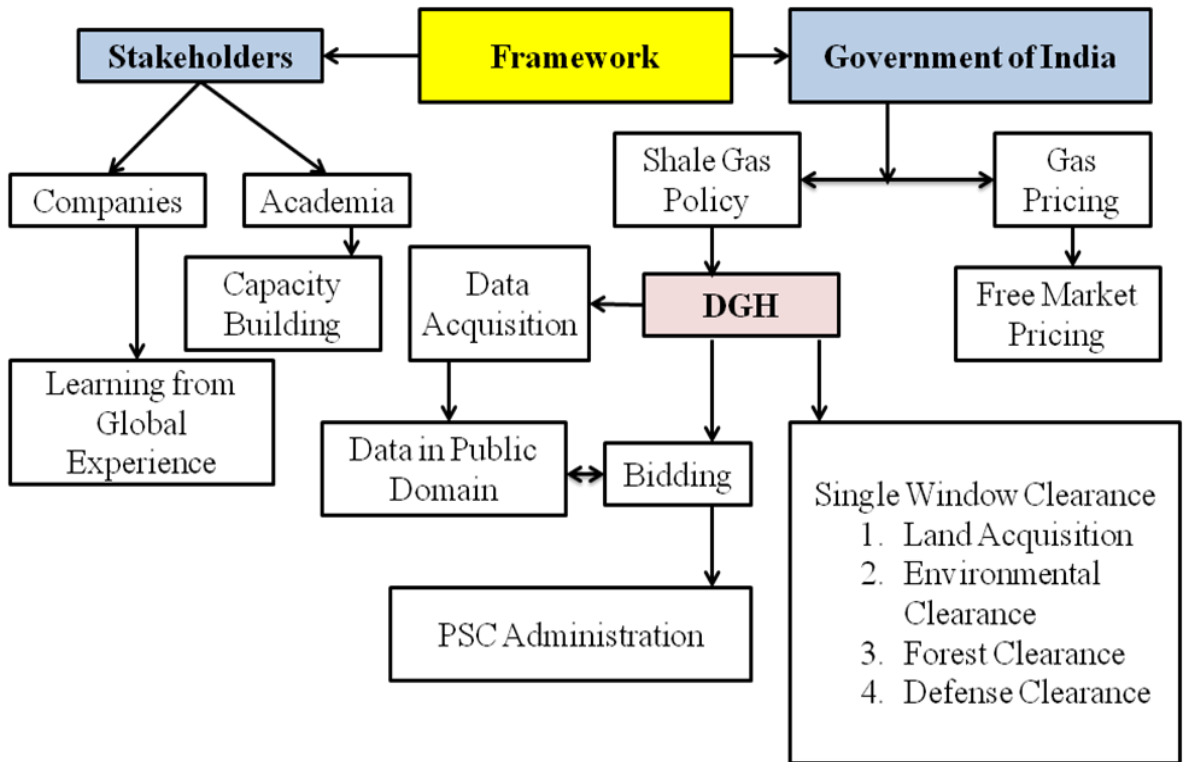 Framework
Stakeholders
Government of India
Companies
Academia
Shale Gas
Policy
Gas
Pricing
Capacity
Building
Data
Acquisition
DGH
Free Market
Pricing
Learning from
Global
Experience
Data in Public
Domain
Bidding
Single Window Clearance
1. Land Acquisition
2. Environmental
Clearance
3. Forest Clearance
4. Defense Clearance
PSC Administration